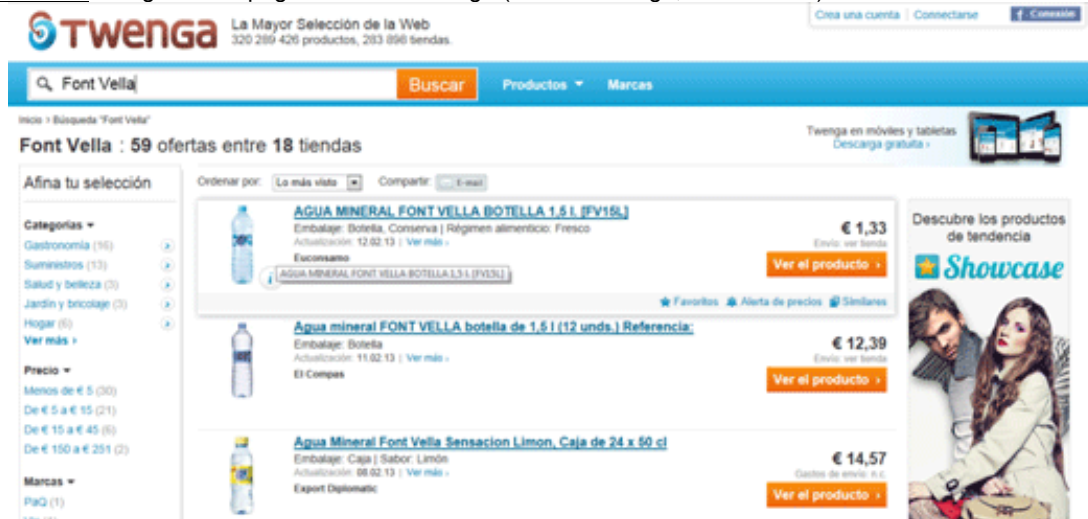 TWENGA
La Mayor Selección de la Web
320 289 426 productos, 283 898 tiendas.
Crea una cuenta | Conectarse
f Conexión
Font Vella
Buscar
Productos
Marcas
Inicio > Búsqueda "Font Vella"
Font Vella : 59 ofertas entre 18 tiendas
Twenga en móviles y tabletas
Descarga gratuita ›
Afina tu selección
Ordenar por: Lo más visto Compartir: E-mail
Categorías
Gastronomía (16)
Suministros (13)
Salud y belleza (3)
Jardín y bricolaje (3)
Hogar (6)
Ver más ›
Precio
Menos de € 5 (30)
De € 5 a € 15 (21)
De € 15 a € 45 (6)
De € 150 a € 251 (2)
Marcas
PaQ (1)
AGUA MINERAL FONT VELLA BOTELLA 1,5 l. [FV15L]
Embalaje: Botella, Conserva | Régimen alimenticio: Fresco
Actualización: 12.02.13 | Ver más ›
Euconsamo
AGUA MINERAL FONT VELLA BOTELLA 1,5 l. [FV15L]
€ 1,33
Envío: ver tienda
Ver el producto ›
Favoritos Alerta de precios Similares
Agua mineral FONT VELLA botella de 1,5 l (12 unds.) Referencia:
Embalaje: Botella
Actualización: 11.02.13 | Ver más ›
El Compas
€ 12,39
Envío: ver tienda
Ver el producto ›
Agua Mineral Font Vella Sensacion Limon, Caja de 24 x 50 cl
Embalaje: Caja | Sabor: Limón
Actualización: 08.02.13 | Ver más ›
Export Diplomatic
€ 14,57
Gastos de envío: n.c.
Ver el producto ›
Descubre los productos
de tendencia
Showcase